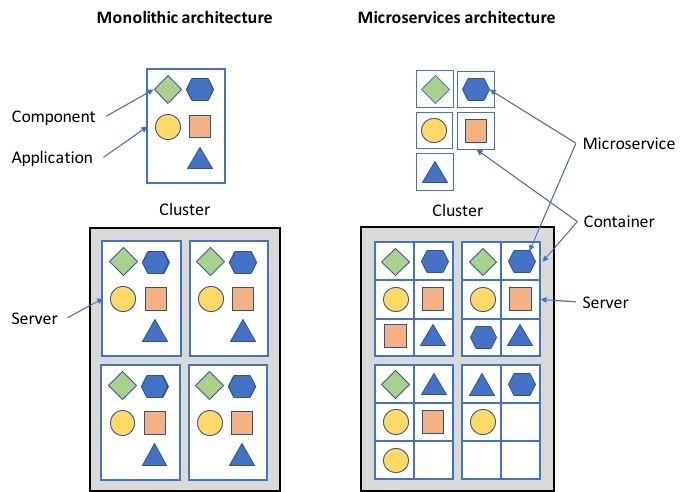 Monolithic architecture
Microservices architecture
Component
Application
Microservice
Cluster
Cluster
Container
Server
Server